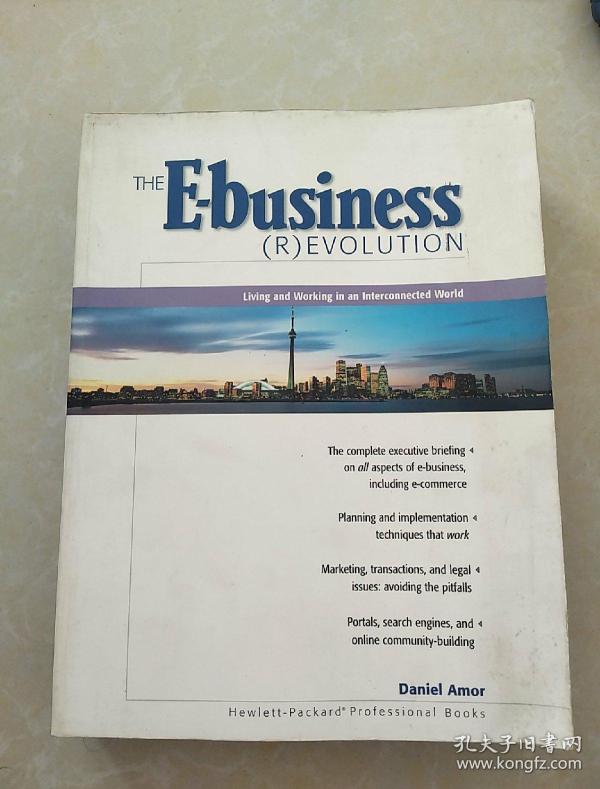 THE E-business
(R)EVOLUTION
Living and Working in an Interconnected World
The complete executive briefing
on all aspects of e-business,
including e-commerce
Planning and implementation
techniques that work
Marketing, transactions, and legal
issues: avoiding the pitfalls
Portals, search engines, and
online community-building
Daniel Amor
Hewlett-Packard® Professional Books
孔夫子旧书网
www.kongfz.com